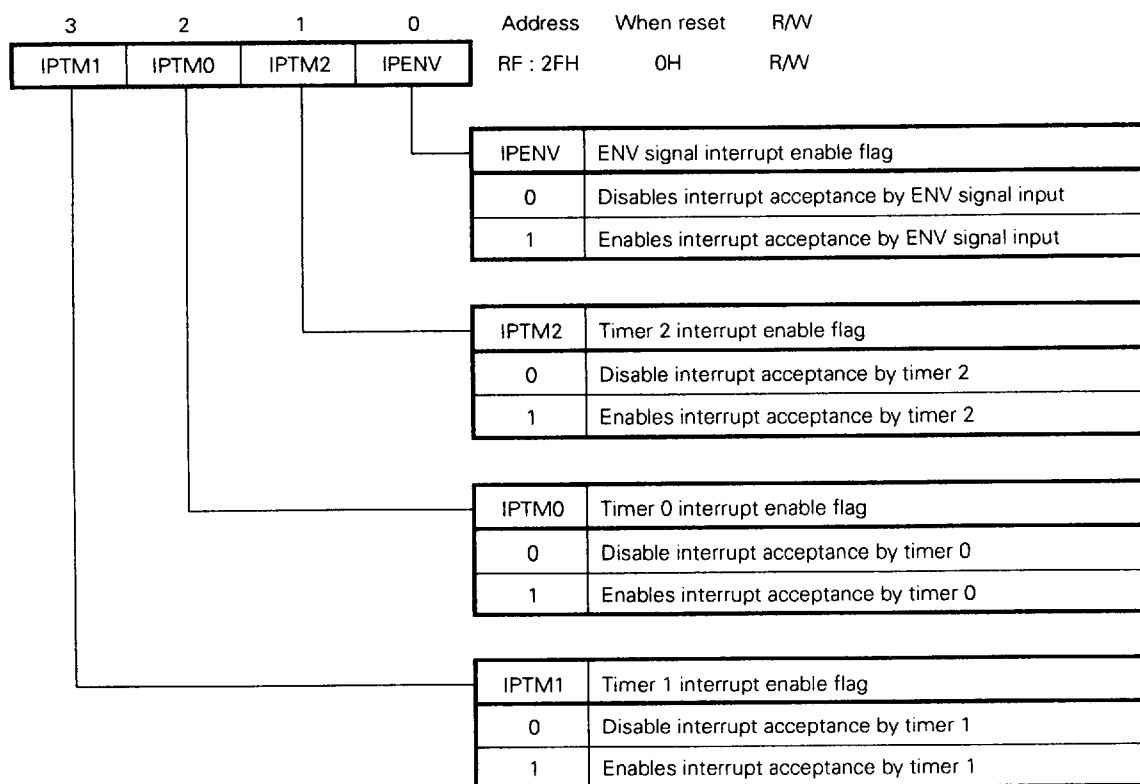 3 2 1 0 Address When reset R/W
IPTM1 IPTM0 IPTM2 IPENV RF : 2FH 0H R/W
IPENV ENV signal interrupt enable flag
0 Disables interrupt acceptance by ENV signal input
1 Enables interrupt acceptance by ENV signal input
IPTM2 Timer 2 interrupt enable flag
0 Disable interrupt acceptance by timer 2
1 Enables interrupt acceptance by timer 2
IPTM0 Timer 0 interrupt enable flag
0 Disable interrupt acceptance by timer 0
1 Enables interrupt acceptance by timer 0
IPTM1 Timer 1 interrupt enable flag
0 Disable interrupt acceptance by timer 1
1 Enables interrupt acceptance by timer 1